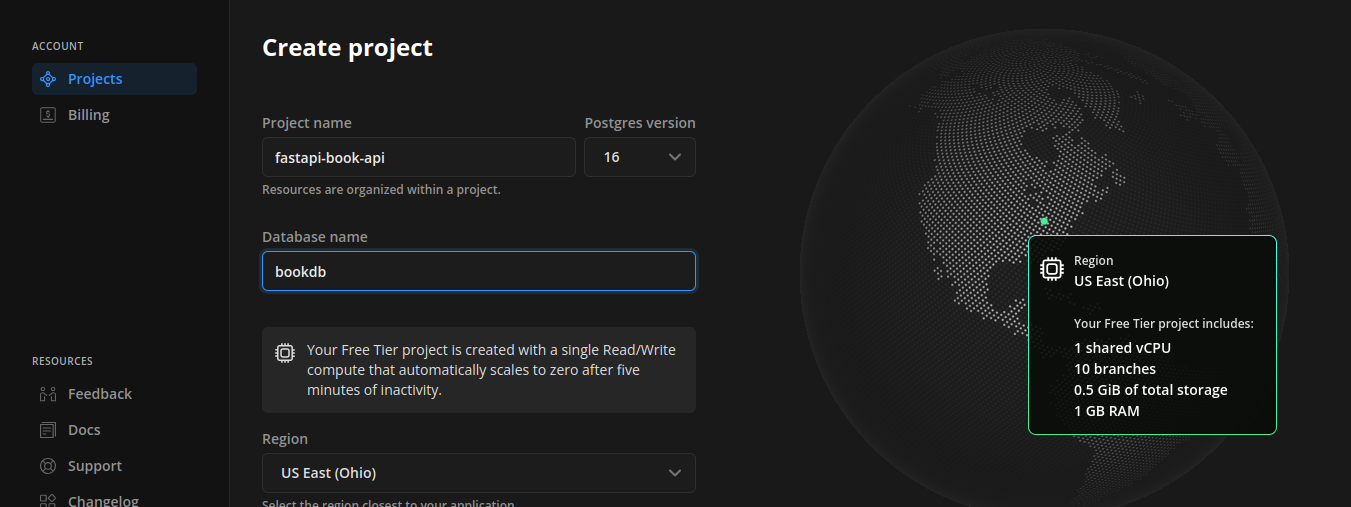 ACCOUNT
Projects
Billing
RESOURCES
Feedback
Docs
Support
Changelog
Create project
Project name
Postgres version
fastapi-book-api
16
Resources are organized within a project.
Database name
bookdb
Your Free Tier project is created with a single Read/Write
compute that automatically scales to zero after five
minutes of inactivity.
Region
US East (Ohio)
Select the region closest to your application.
Region
US East (Ohio)
Your Free Tier project includes:
1 shared vCPU
10 branches
0.5 GiB of total storage
1 GB RAM